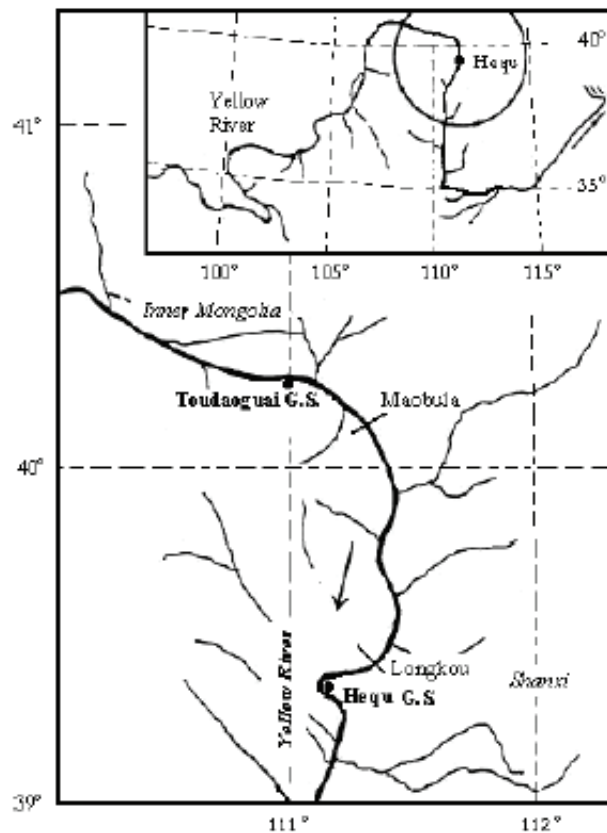 40°
Hequ
Yellow
River
35°
100°
105°
110°
115°
41°
Inner Mongolia
Toudaoguai G.S.
Maobula
40°
Yellow River
Longkou
Hequ G.S.
Shanxi
39°
111°
112°